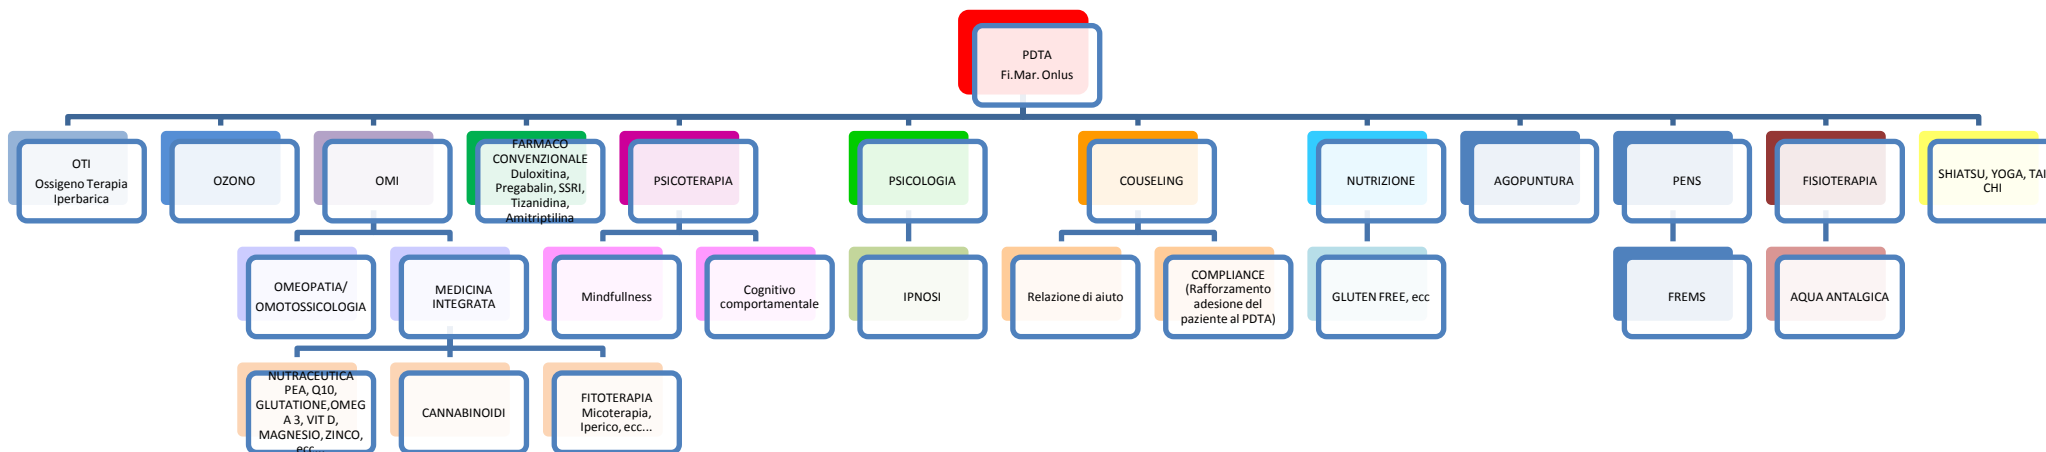 PDTA
Fi.Mar. Onlus
OTI
Ossigeno Terapia
Iperbarica
OZONO
OMI
FARMACO
CONVENZIONALE
Duloxitina,
Pregabalin, SSRI,
Tizanidina,
Amitriptilina
PSICOTERAPIA
PSICOLOGIA
COUSELING
NUTRIZIONE
AGOPUNTURA
PENS
FISIOTERAPIA
SHIATSU, YOGA, TAI
CHI
OMEOPATIA/
OMOTOSSICOLOGIA
MEDICINA
INTEGRATA
Mindfullness
Cognitivo
comportamentale
IPNOSI
Relazione di aiuto
COMPLIANCE
(Rafforzamento
adesione del
paziente al PDTA)
GLUTEN FREE, ecc
FREMS
AQUA ANTALGICA
NUTRACEUTICA
PEA, Q10,
GLUTATIONE,OMEG
A 3, VIT D,
MAGNESIO, ZINCO,
ecc...
CANNABINOIDI
FITOTERAPIA
Micoterapia,
Iperico, ecc...